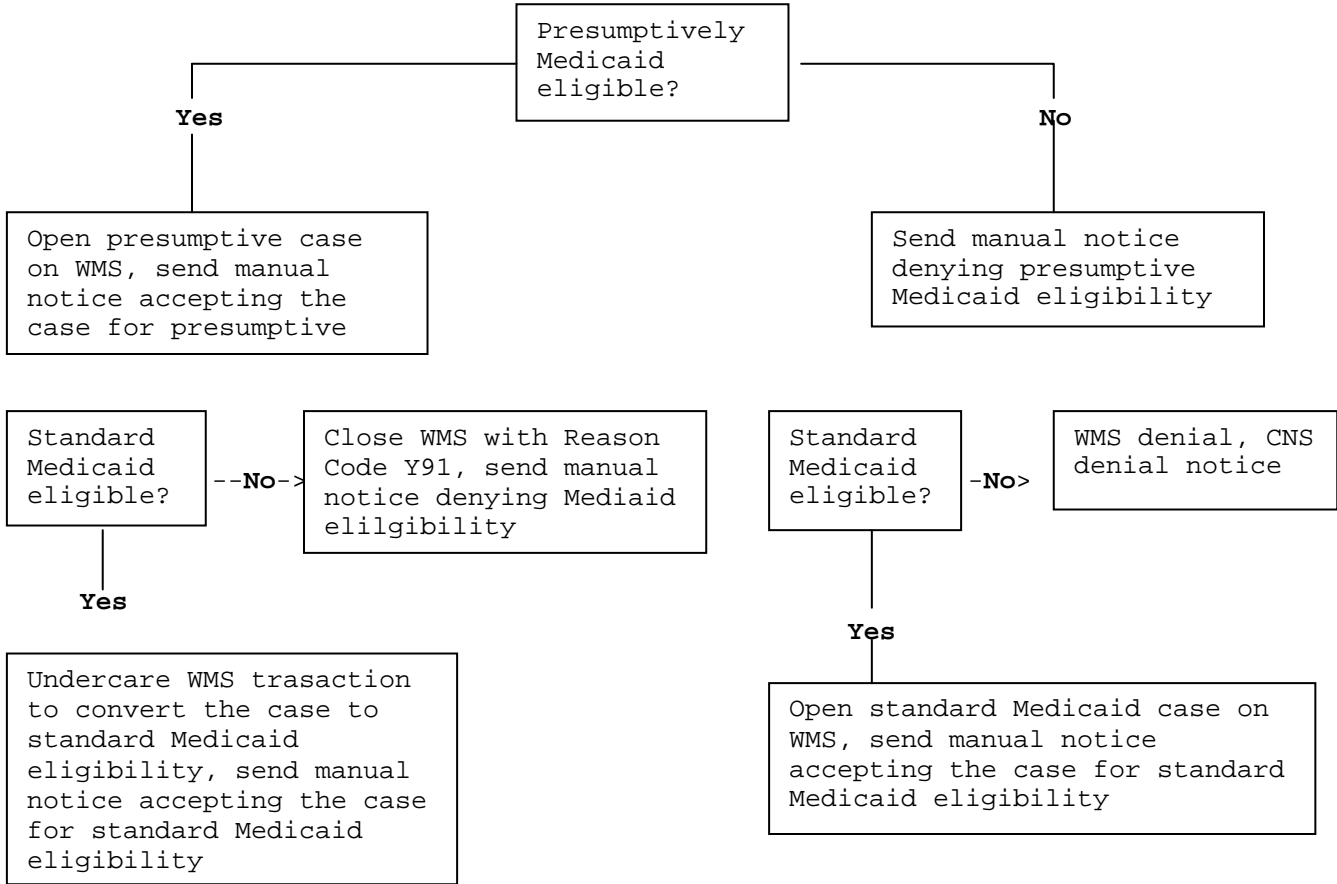 Presumptively
Medicaid
eligible?
Yes
No
Open presumptive case
on WMS, send manual
notice accepting the
case for presumptive
Send manual notice
denying presumptive
Medicaid eligibility
Standard
Medicaid
eligible?
--No->
Close WMS with Reason
Code Y91, send manual
notice denying Mediaid
elilgibility
Standard
Medicaid
eligible?
-No>
WMS denial, CNS
denial notice
Yes
Yes
Undercare WMS trasaction
to convert the case to
standard Medicaid
eligibility, send manual
notice accepting the case
for standard Medicaid
eligibility
Open standard Medicaid case on
WMS, send manual notice
accepting the case for standard
Medicaid eligibility